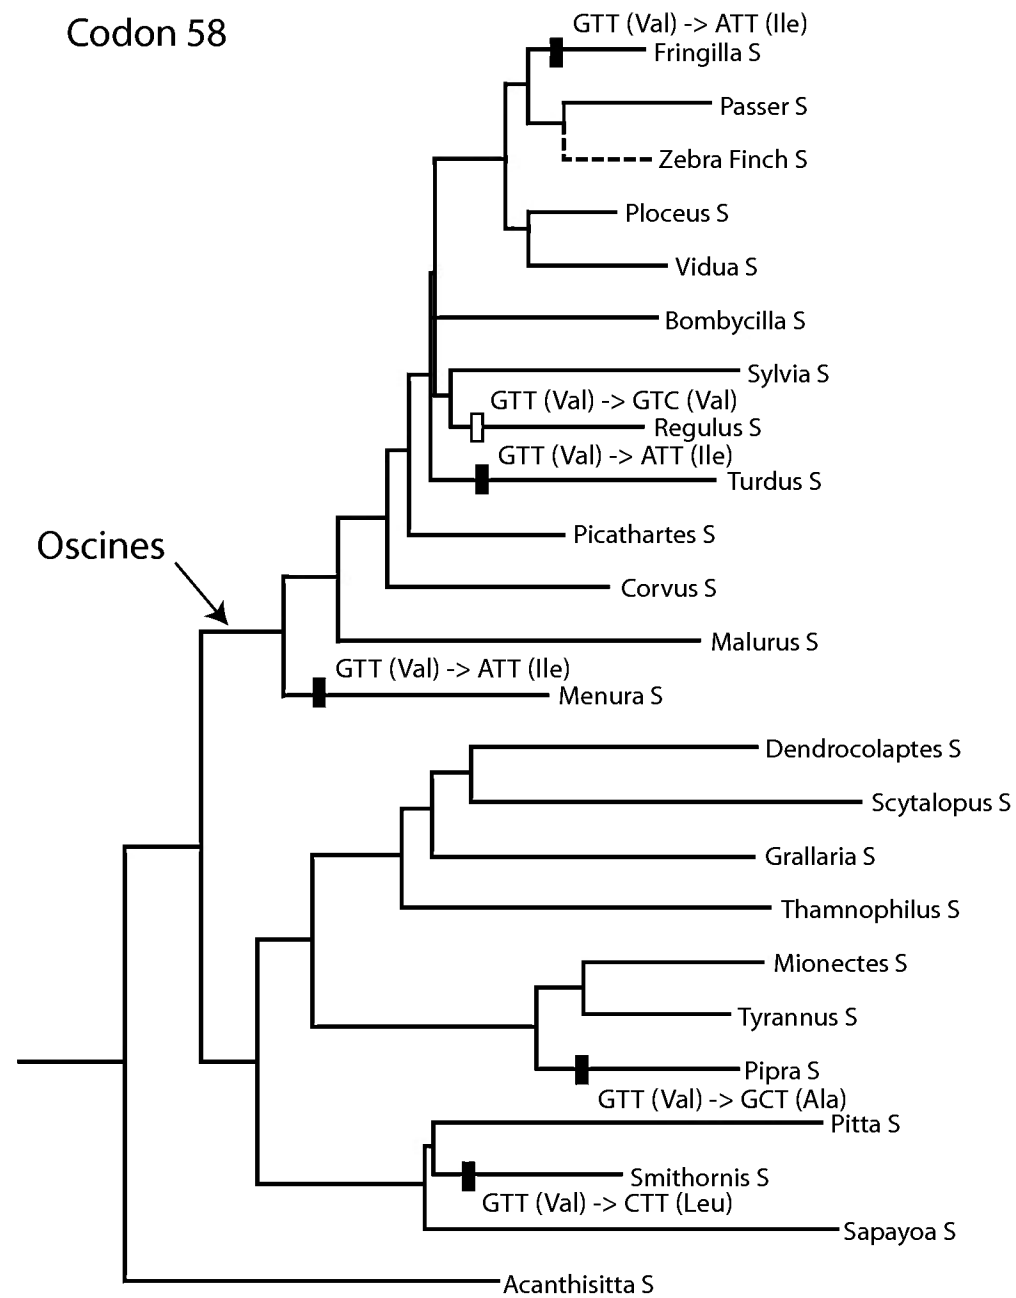 Codon 58
GTT (Val) -> ATT (Ile)
Fringilla S
Passer S
Zebra Finch S
Ploceus S
Vidua S
Bombycilla S
Sylvia S
GTT (Val) -> GTC (Val)
Regulus S
GTT (Val) -> ATT (Ile)
Turdus S
Picathartes S
Oscines
Corvus S
Malurus S
GTT (Val) -> ATT (Ile)
Menura S
Dendrocolaptes S
Scytalopus S
Grallaria S
Thamnophilus S
Mionectes S
Tyrannus S
Pipra S
GTT (Val) -> GCT (Ala)
Pitta S
Smithornis S
GTT (Val) -> CTT (Leu)
Sapayoa S
Acanthisitta S